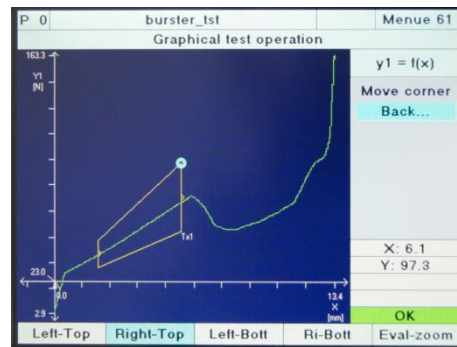 P 0 burster_tst Menue 61
Graphical test operation
163.3
Y1
[N]
y1 = f(x)
Move corner
Back...
Tx1
X: 6.1
Y: 97.3
23.0
0.0
13.4
X
[mm]
2.9
OK
Left-Top Right-Top Left-Bott Ri-Bott Eval-zoom